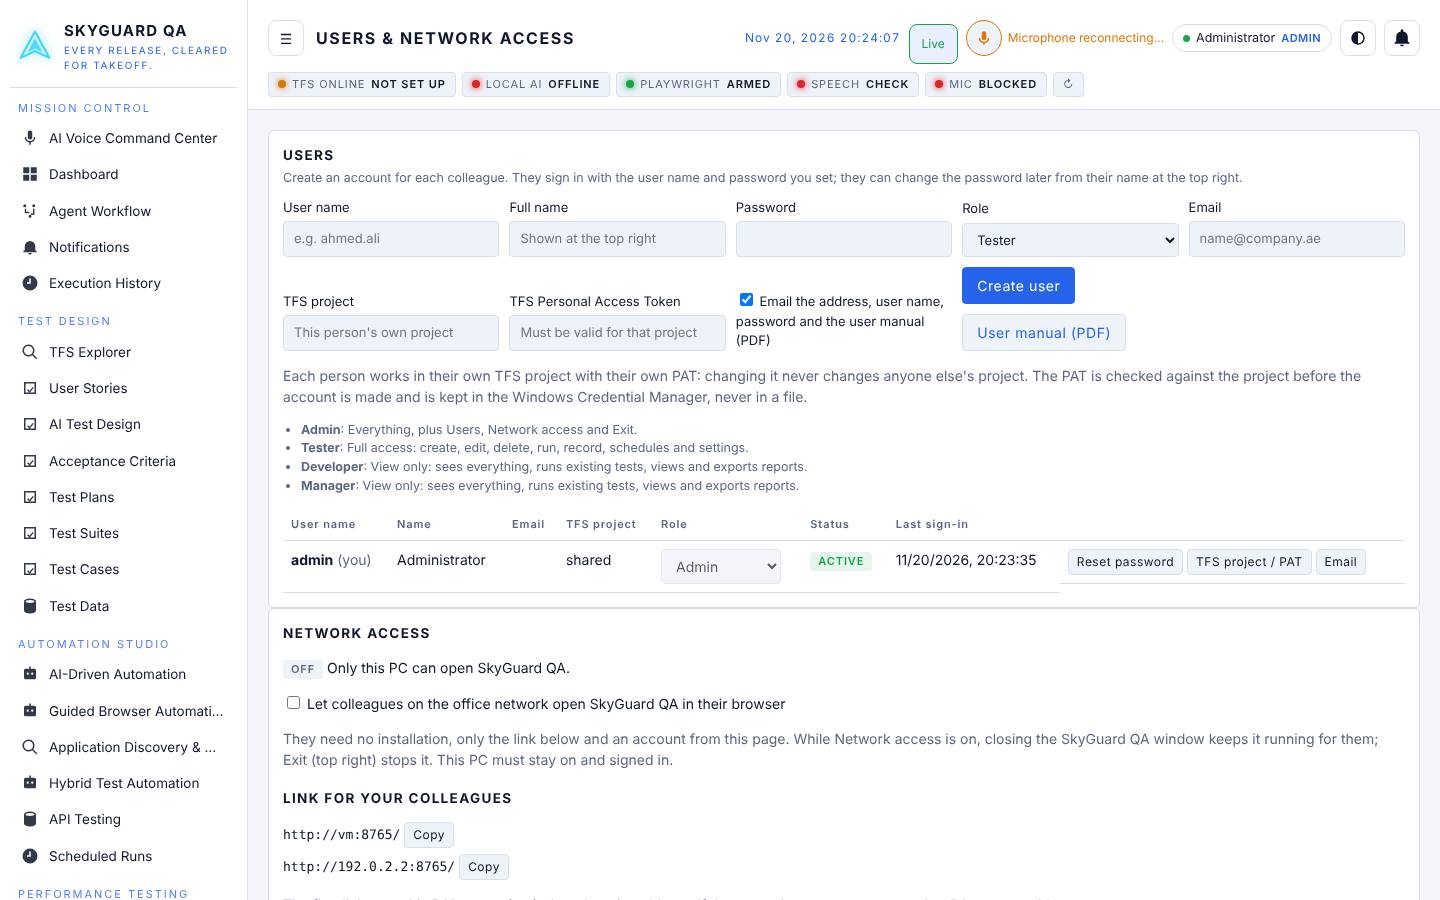 SKYGUARD QA
EVERY RELEASE, CLEARED
FOR TAKEOFF.
MISSION CONTROL
AI Voice Command Center
Dashboard
Agent Workflow
Notifications
Execution History
TEST DESIGN
TFS Explorer
User Stories
AI Test Design
Acceptance Criteria
Test Plans
Test Suites
Test Cases
Test Data
AUTOMATION STUDIO
AI-Driven Automation
Guided Browser Automati...
Application Discovery & ...
Hybrid Test Automation
API Testing
Scheduled Runs
PERFORMANCE TESTING
USERS & NETWORK ACCESS
Nov 20, 2026 20:24:07
Live
Microphone reconnecting...
Administrator ADMIN
TFS ONLINE NOT SET UP
LOCAL AI OFFLINE
PLAYWRIGHT ARMED
SPEECH CHECK
MIC BLOCKED
USERS
Create an account for each colleague. They sign in with the user name and password you set; they can change the password later from their name at the top right.
User name
Full name
Password
Role
Email
e.g. ahmed.ali
Shown at the top right
Tester
name@company.ae
TFS project
TFS Personal Access Token
Email the address, user name,
password and the user manual
(PDF)
Create user
This person's own project
Must be valid for that project
User manual (PDF)
Each person works in their own TFS project with their own PAT: changing it never changes anyone else's project. The PAT is checked against the project before the
account is made and is kept in the Windows Credential Manager, never in a file.
• Admin: Everything, plus Users, Network access and Exit.
• Tester: Full access: create, edit, delete, run, record, schedules and settings.
• Developer: View only: sees everything, runs existing tests, views and exports reports.
• Manager: View only: sees everything, runs existing tests, views and exports reports.
User name Name Email TFS project Role Status Last sign-in
admin (you) Administrator shared Admin ACTIVE 11/20/2026, 20:23:35 Reset password TFS project / PAT Email
NETWORK ACCESS
OFF Only this PC can open SkyGuard QA.
Let colleagues on the office network open SkyGuard QA in their browser
They need no installation, only the link below and an account from this page. While Network access is on, closing the SkyGuard QA window keeps it running for them;
Exit (top right) stops it. This PC must stay on and signed in.
LINK FOR YOUR COLLEAGUES
http://vm:8765/ Copy
http://192.0.2.2:8765/ Copy